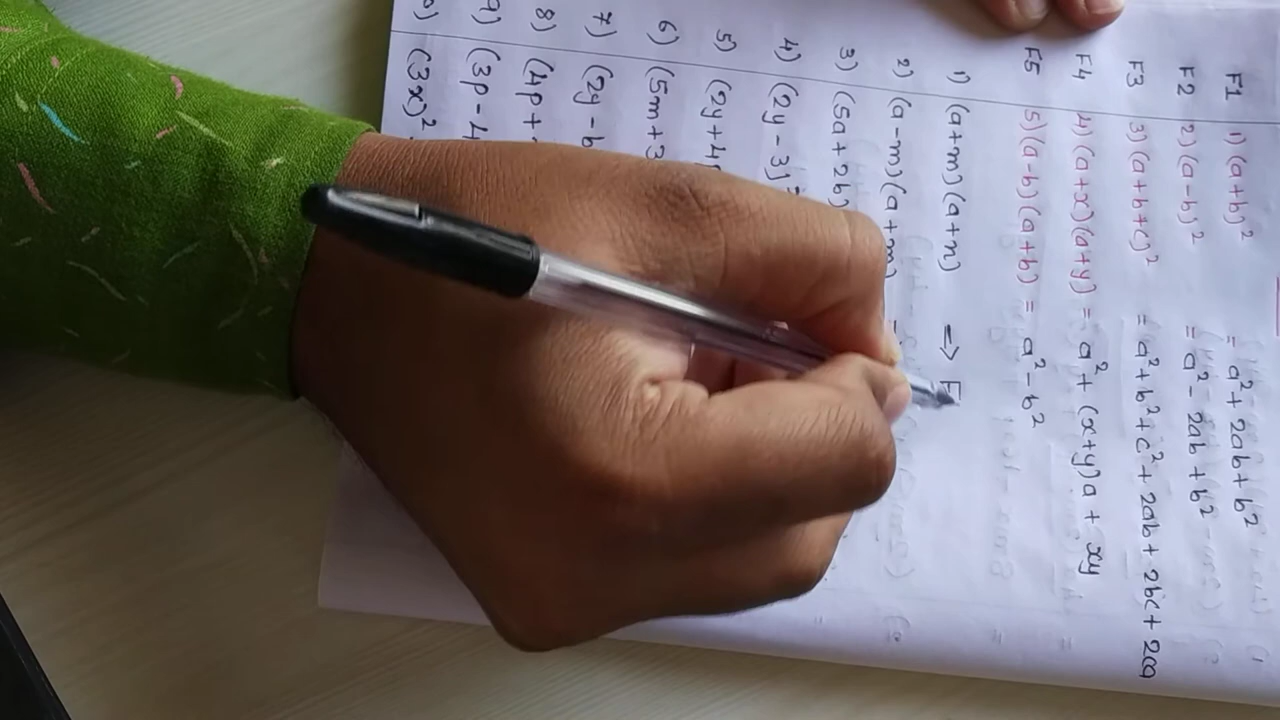 F1 1) (a+b)² = a²+ 2ab+ b²
F2 2) (a-b)² = a²- 2ab + b²
F3 3) (a+b+c)² = a²+b²+c²+ 2ab+ 2bc+ 2ca
F4 4) (a+x)(a+y) = a²+ (x+y)a + xy
F5 5) (a-b)(a+b) = a²-b²
1) (a+m)(a+n) => F
2) (a-m)(a+m)
3) (5a+2b)
4) (2y-3)²
5) (2y+4
6) (5m+3
7) (2y-b
8) (4p+
9) (3p-4
(3x)²